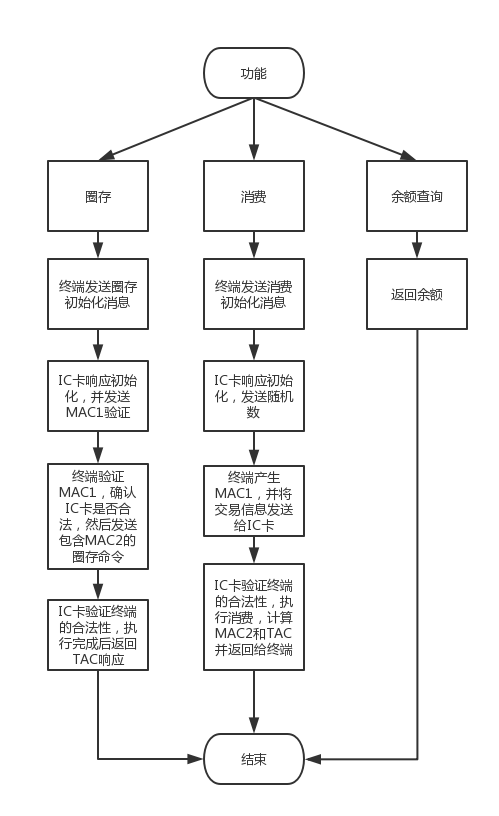 功能
圈存
消费
余额查询
终端发送圈存
初始化消息
终端发送消费
初始化消息
返回余额
IC卡响应初始
化，并发送
MAC1验证
IC卡响应初始
化，发送随机
数
终端验证
MAC1，确认
IC卡是否合
法，然后发送
包含MAC2的
圈存命令
终端产生
MAC1，并将
交易信息发送
给IC卡
IC卡验证终端
的合法性，执
行完成后返回
TAC响应
IC卡验证终端
的合法性，执
行消费，计算
MAC2和TAC
并返回给终端
结束